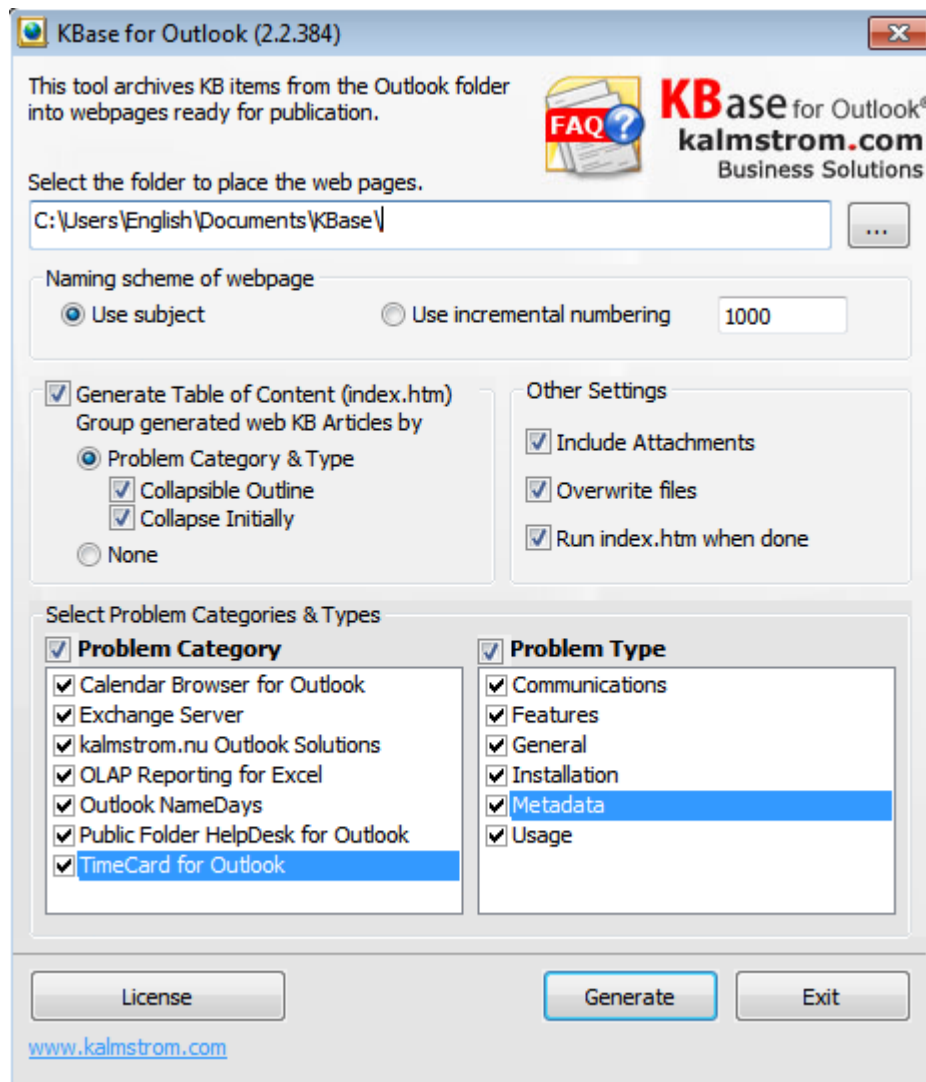 KBase for Outlook (2.2.384)
This tool archives KB items from the Outlook folder
into webpages ready for publication.
FAQ ?
KBase for Outlook®
kalmstrom.com
Business Solutions
Select the folder to place the web pages.
C:\Users\English\Documents\KBase\
...
Naming scheme of webpage
Use subject
Use incremental numbering
1000
Generate Table of Content (index.htm)
Group generated web KB Articles by
Problem Category & Type
Collapsible Outline
Collapse Initially
None
Other Settings
Include Attachments
Overwrite files
Run index.htm when done
Select Problem Categories & Types
Problem Category
Calendar Browser for Outlook
Exchange Server
kalmstrom.nu Outlook Solutions
OLAP Reporting for Excel
Outlook NameDays
Public Folder HelpDesk for Outlook
TimeCard for Outlook
Problem Type
Communications
Features
General
Installation
Metadata
Usage
License
Generate
Exit
www.kalmstrom.com